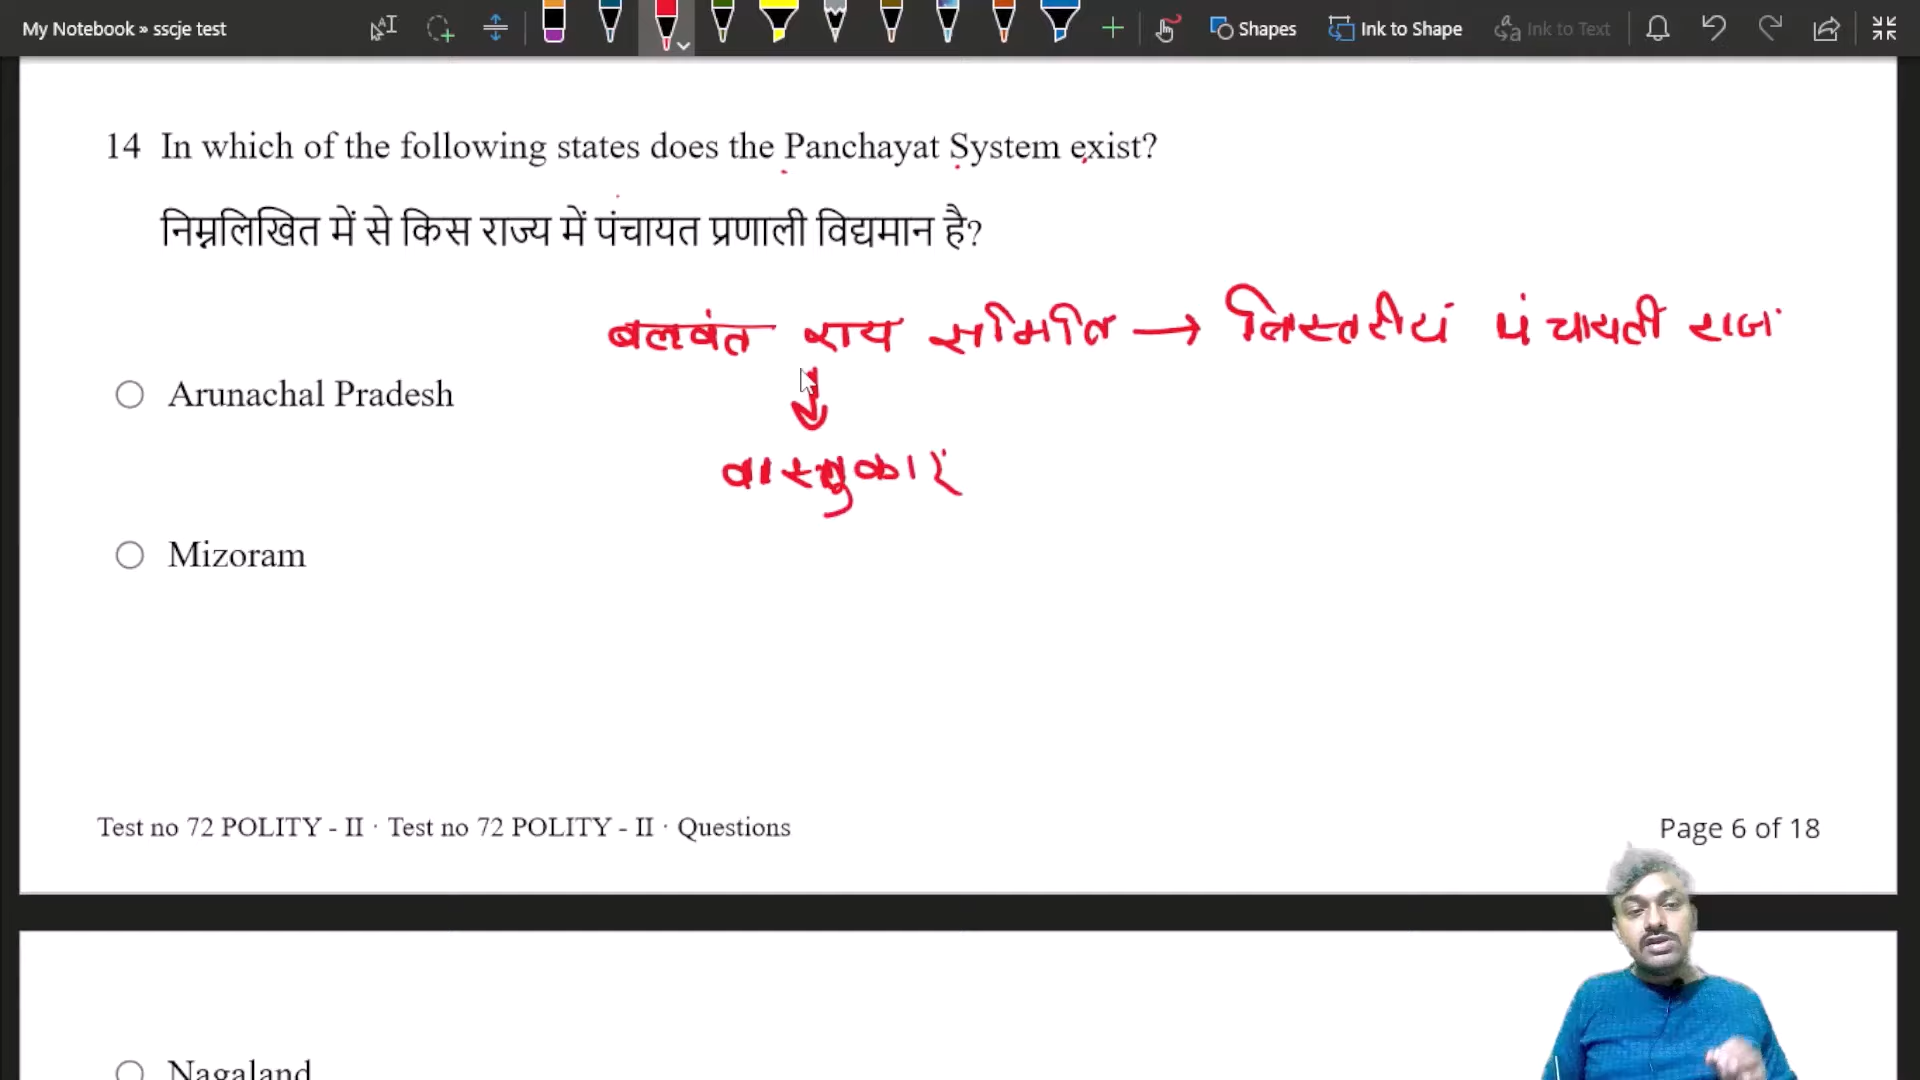 My Notebook » sscje test
Shapes
Ink to Shape
Ink to Text
14 In which of the following states does the Panchayat System exist?
निम्नलिखित में से किस राज्य में पंचायत प्रणाली विद्यमान है?
बलवंत राय समिति → त्रिस्तरीय पंचायती राज
Arunachal Pradesh
वास्तुकार
Mizoram
Test no 72 POLITY - II · Test no 72 POLITY - II · Questions
Page 6 of 18
Nagaland